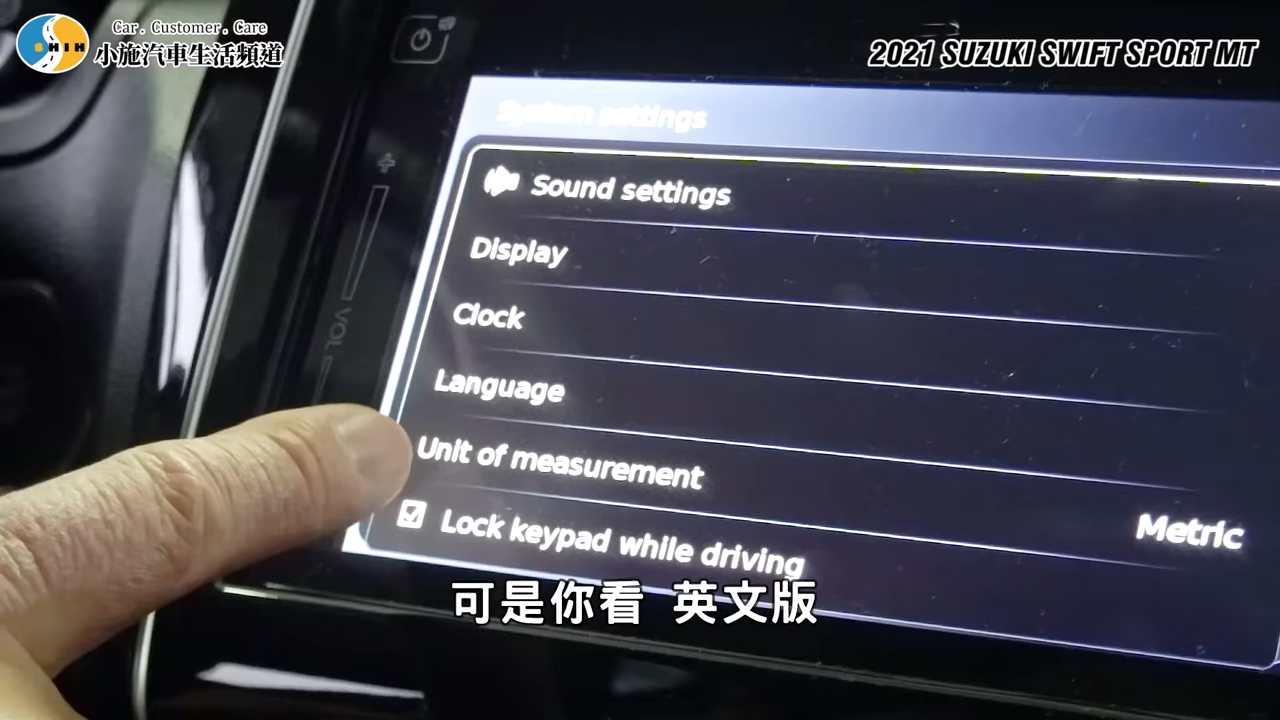 Car . Customer . Care
SHIH
小施汽車生活頻道
2021 SUZUKI SWIFT SPORT MT
System settings
Sound settings
Display
Clock
Language
Unit of measurement
Metric
Lock keypad while driving
VOL
可是你看 英文版